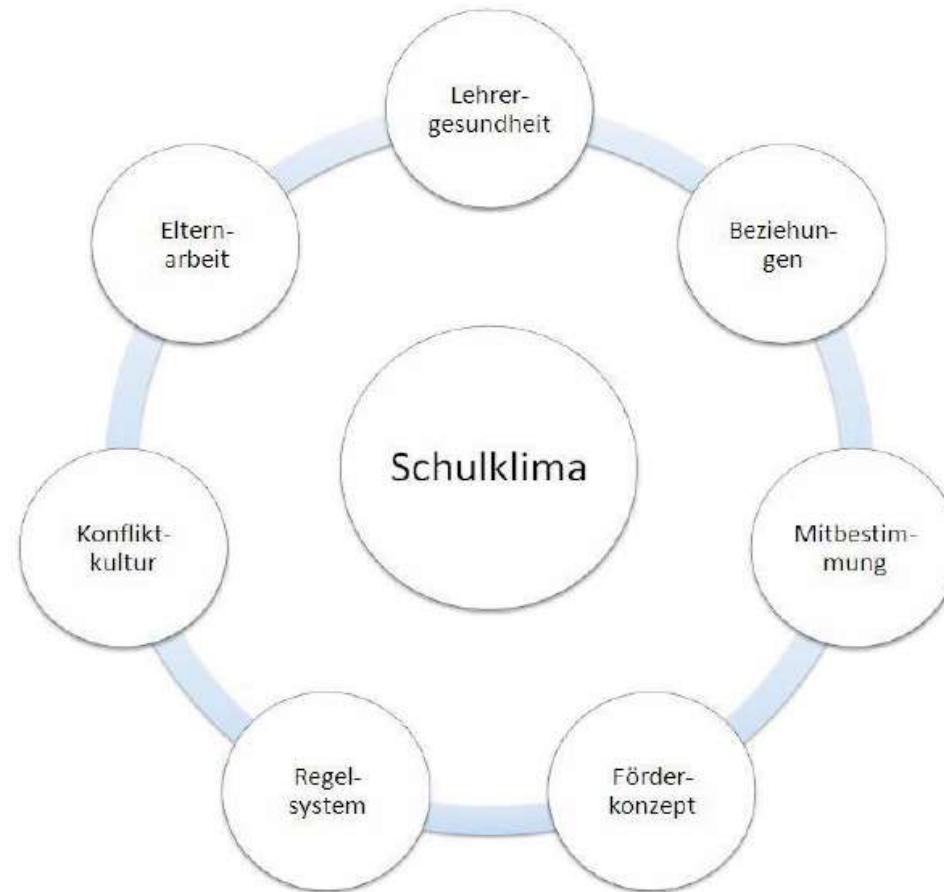 Lehrer-
gesundheit
Beziehun-
gen
Mitbestim-
mung
Förder-
konzept
Regel-
system
Konflikt-
kultur
Eltern-
arbeit
Schulklima